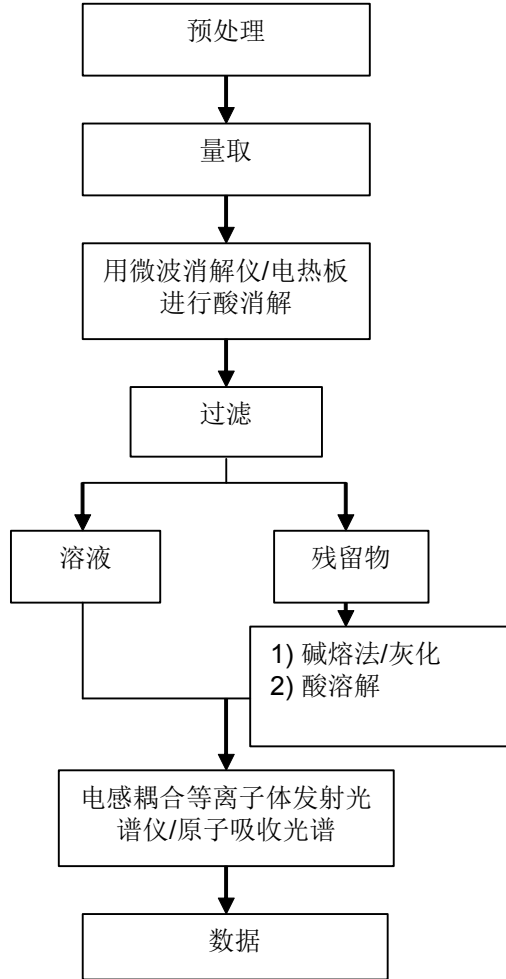 预处理
量取
用微波消解仪/电热板
进行酸消解
过滤
溶液
残留物
1) 碱熔法/灰化
2) 酸溶解
电感耦合等离子体发射光
谱仪/原子吸收光谱
数据